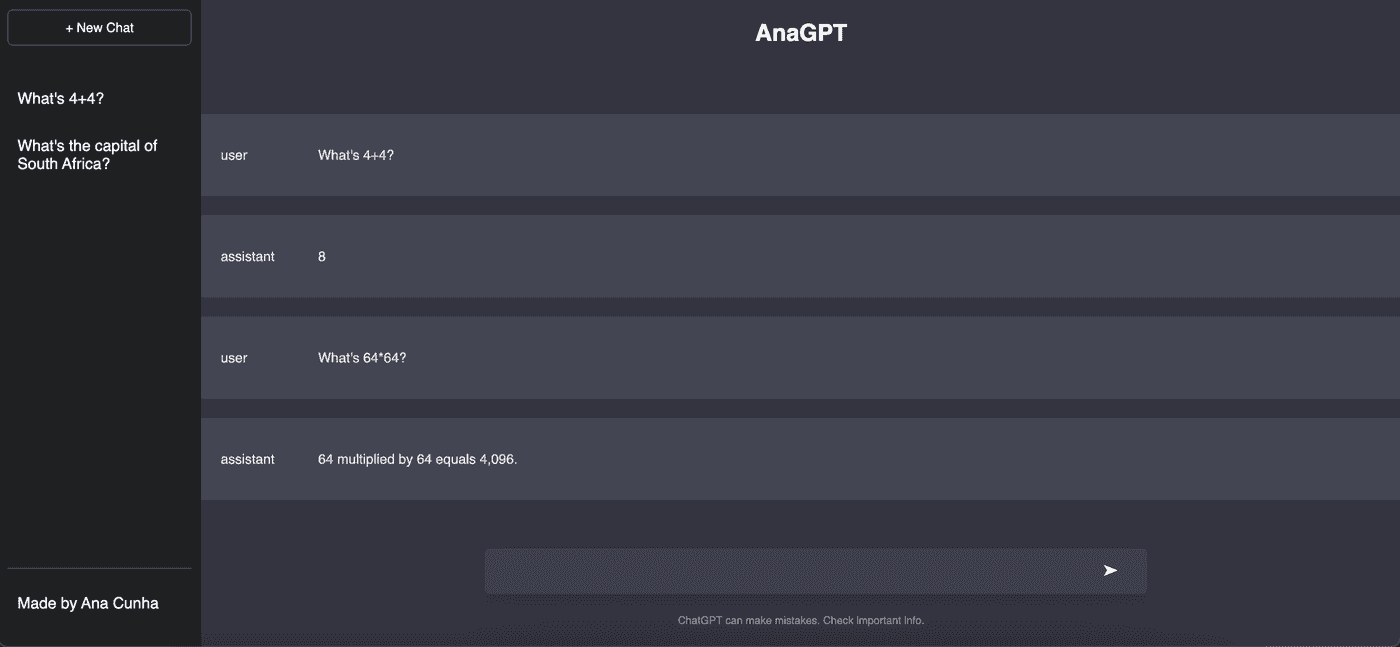 + New Chat
What's 4+4?
What's the capital of
South Africa?
Made by Ana Cunha
AnaGPT
user What's 4+4?
assistant 8
user What's 64*64?
assistant 64 multiplied by 64 equals 4,096.
ChatGPT can make mistakes. Check Important Info.